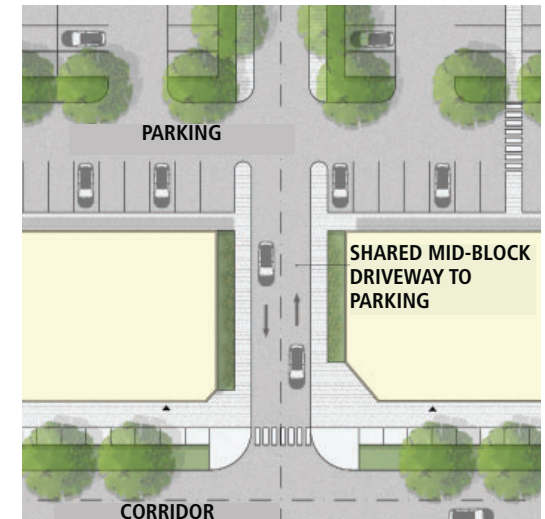 PARKING
SHARED MID-BLOCK
DRIVEWAY TO
PARKING
CORRIDOR